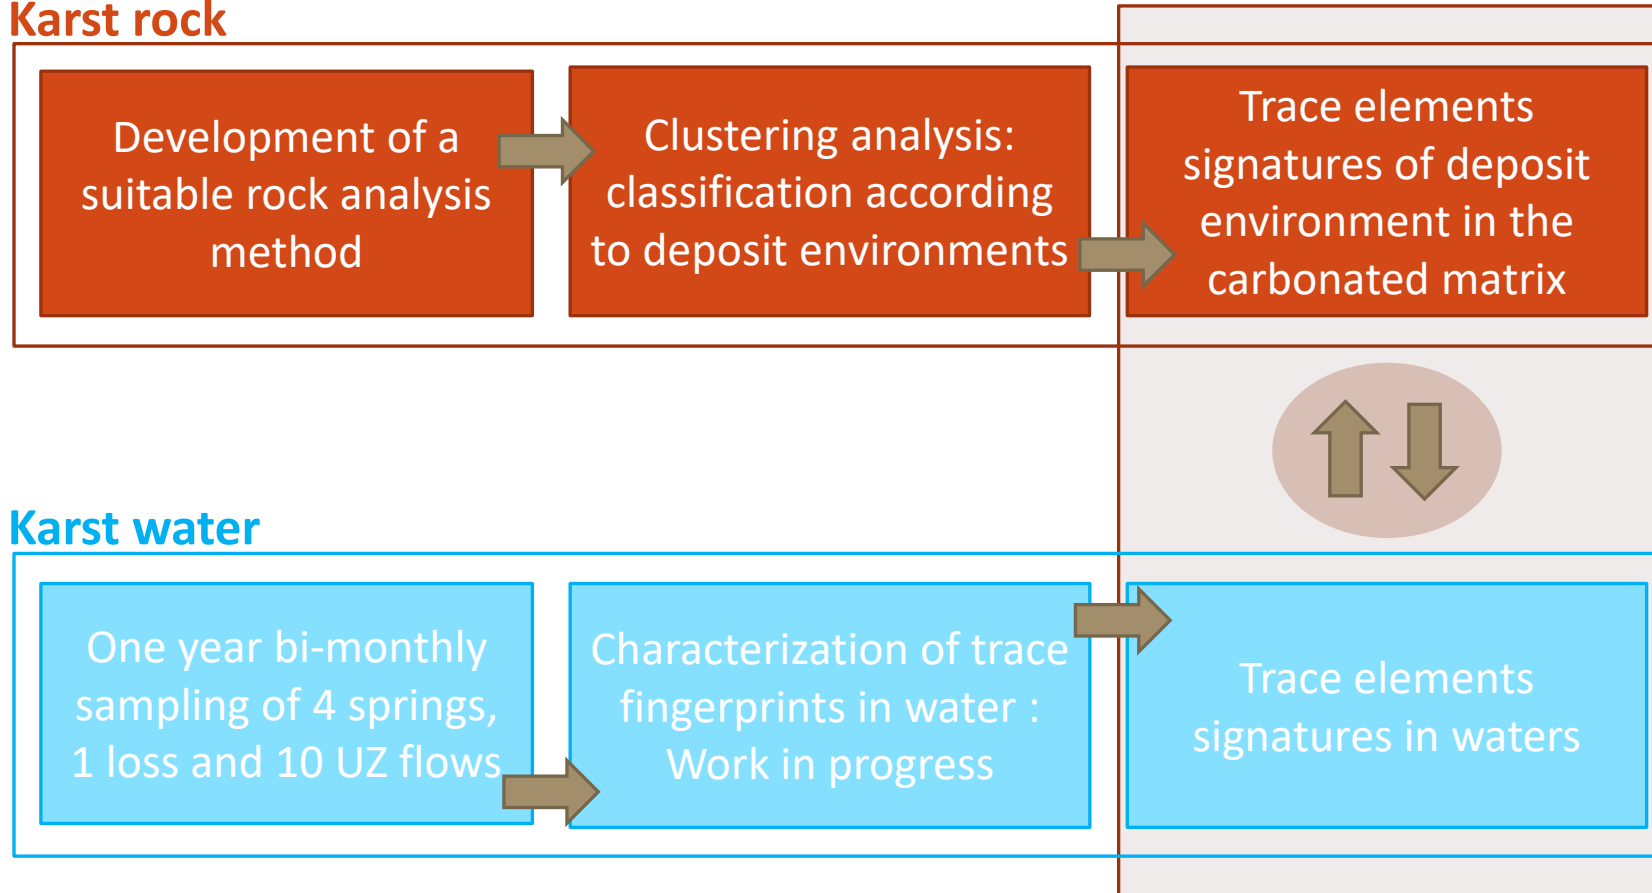 Karst rock
Development of a
suitable rock analysis
method
Clustering analysis:
classification according
to deposit environments
Trace elements
signatures of deposit
environment in the
carbonated matrix
Karst water
One year bi-monthly
sampling of 4 springs,
1 loss and 10 UZ flows
Characterization of trace
fingerprints in water :
Work in progress
Trace elements
signatures in waters